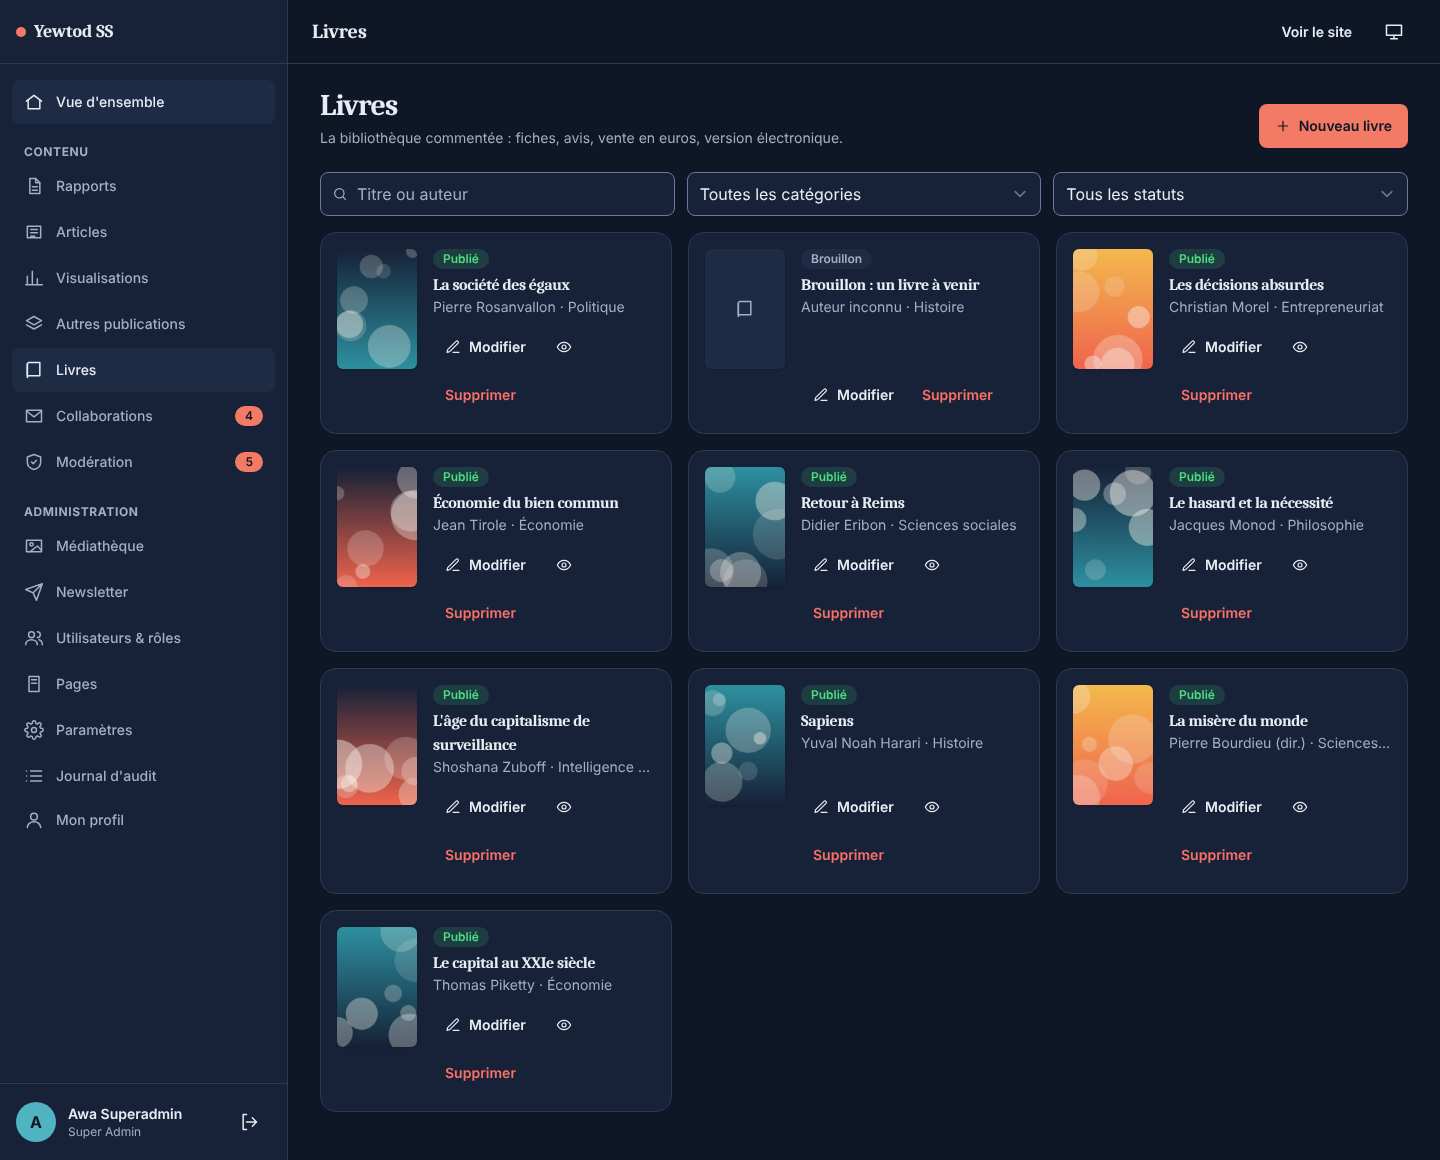 Yewtod SS
Vue d'ensemble
CONTENU
Rapports
Articles
Visualisations
Autres publications
Livres
Collaborations 4
Modération 5
ADMINISTRATION
Médiathèque
Newsletter
Utilisateurs & rôles
Pages
Paramètres
Journal d'audit
Mon profil
A
Awa Superadmin
Super Admin
Livres
Voir le site
Livres
La bibliothèque commentée : fiches, avis, vente en euros, version électronique.
Nouveau livre
Titre ou auteur
Toutes les catégories
Tous les statuts
Publié
La société des égaux
Pierre Rosanvallon · Politique
Modifier
Supprimer
Brouillon
Brouillon : un livre à venir
Auteur inconnu · Histoire
Modifier Supprimer
Publié
Les décisions absurdes
Christian Morel · Entrepreneuriat
Modifier
Supprimer
Publié
Économie du bien commun
Jean Tirole · Économie
Modifier
Supprimer
Publié
Retour à Reims
Didier Eribon · Sciences sociales
Modifier
Supprimer
Publié
Le hasard et la nécessité
Jacques Monod · Philosophie
Modifier
Supprimer
Publié
L'âge du capitalisme de
surveillance
Shoshana Zuboff · Intelligence ...
Modifier
Supprimer
Publié
Sapiens
Yuval Noah Harari · Histoire
Modifier
Supprimer
Publié
La misère du monde
Pierre Bourdieu (dir.) · Sciences...
Modifier
Supprimer
Publié
Le capital au XXIe siècle
Thomas Piketty · Économie
Modifier
Supprimer